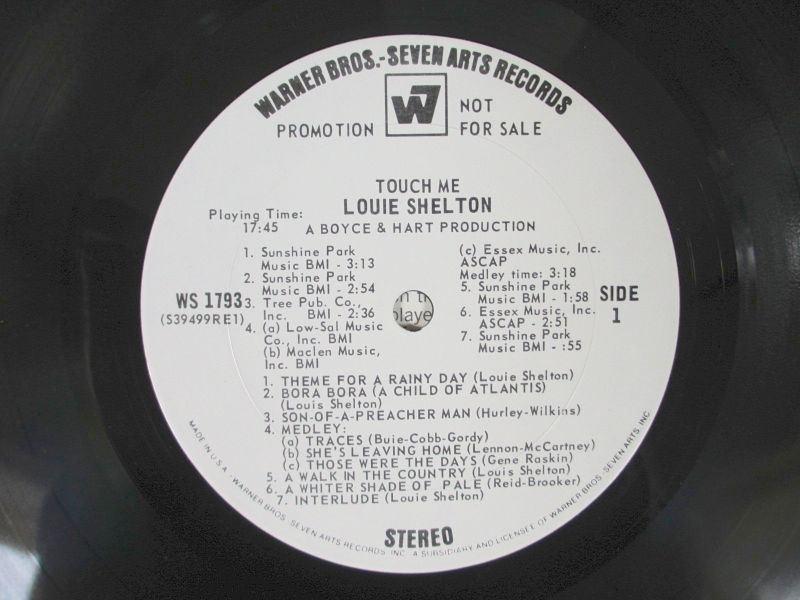 WARNER BROS.-SEVEN ARTS RECORDS
W7
PROMOTION
NOT
FOR SALE
TOUCH ME
LOUIE SHELTON
A BOYCE & HART PRODUCTION
Playing Time:
17:45
1. Sunshine Park
Music BMI - 3:13
2. Sunshine Park
Music BMI - 2:54
3. Tree Pub. Co.,
Inc. BMI - 2:36
4. (a) Low-Sal Music
Co., Inc. BMI
(b) Maclen Music,
Inc. BMI
(c) Essex Music, Inc.
ASCAP
Medley time: 3:18
5. Sunshine Park
Music BMI - 1:58
6. Essex Music, Inc.
ASCAP - 2:51
7. Sunshine Park
Music BMI - :55
WS 1793
(S39499RE1)
SIDE
1
1. THEME FOR A RAINY DAY (Louie Shelton)
2. BORA BORA (A CHILD OF ATLANTIS)
(Louis Shelton)
3. SON-OF-A-PREACHER MAN (Hurley-Wilkins)
4. MEDLEY:
(a) TRACES (Buie-Cobb-Gordy)
(b) SHE'S LEAVING HOME (Lennon-McCartney)
(c) THOSE WERE THE DAYS (Gene Raskin)
5. A WALK IN THE COUNTRY (Louis Shelton)
6. A WHITER SHADE OF PALE (Reid-Brooker)
7. INTERLUDE (Louie Shelton)
STEREO
MADE IN U.S.A. · WARNER BROS.-SEVEN ARTS RECORDS, INC. A SUBSIDIARY AND LICENSEE OF WARNER BROS.-SEVEN ARTS, INC.